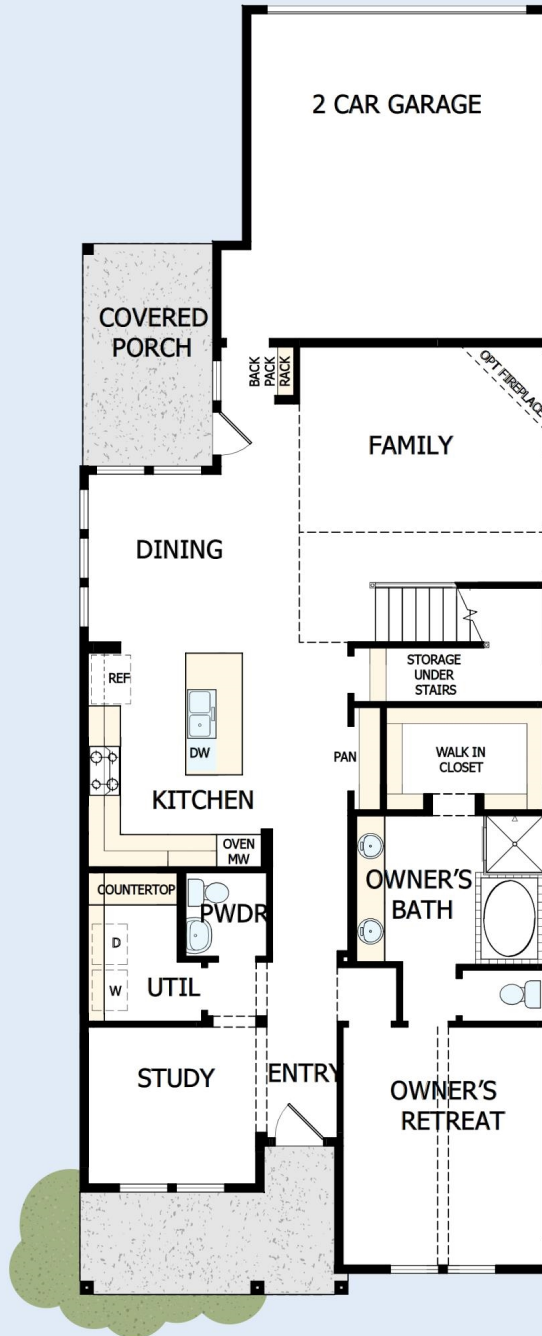 2 CAR GARAGE
COVERED
PORCH
BACK
PACK
RACK
OPT FIREPLACE
FAMILY
DINING
REF
STORAGE
UNDER
STAIRS
DW
PAN
WALK IN
CLOSET
KITCHEN
OVEN
MW
COUNTERTOP
PWDR
OWNER'S
BATH
D
W
UTIL
STUDY
ENTRY
OWNER'S
RETREAT